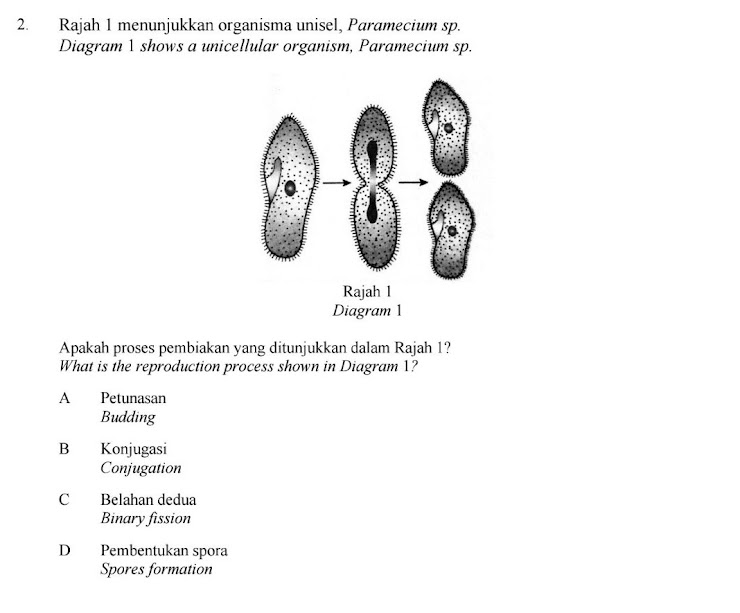 2. Rajah 1 menunjukkan organisma unisel, Paramecium sp.
Diagram 1 shows a unicellular organism, Paramecium sp.
Rajah 1
Diagram 1
Apakah proses pembiakan yang ditunjukkan dalam Rajah 1?
What is the reproduction process shown in Diagram 1?
A Petunasan
Budding
B Konjugasi
Conjugation
C Belahan dedua
Binary fission
D Pembentukan spora
Spores formation